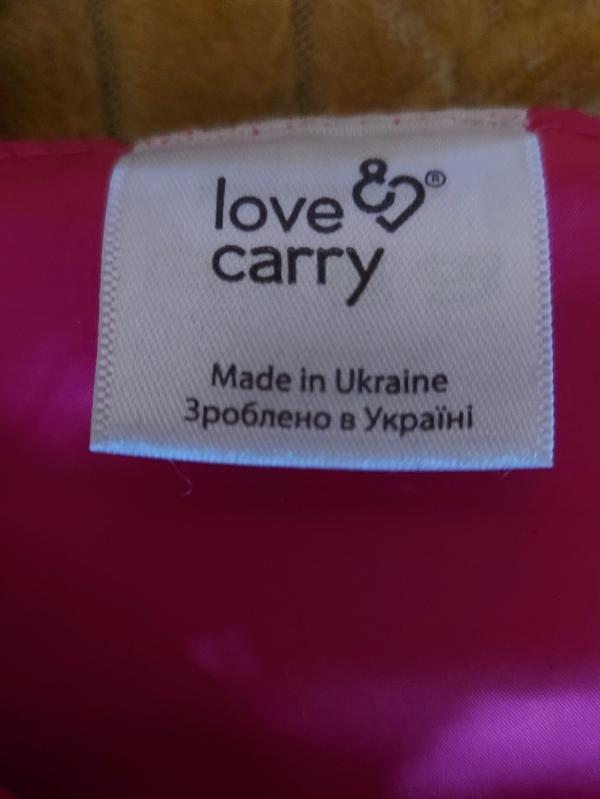 love &®
carry
Made in Ukraine
Зроблено в Україні